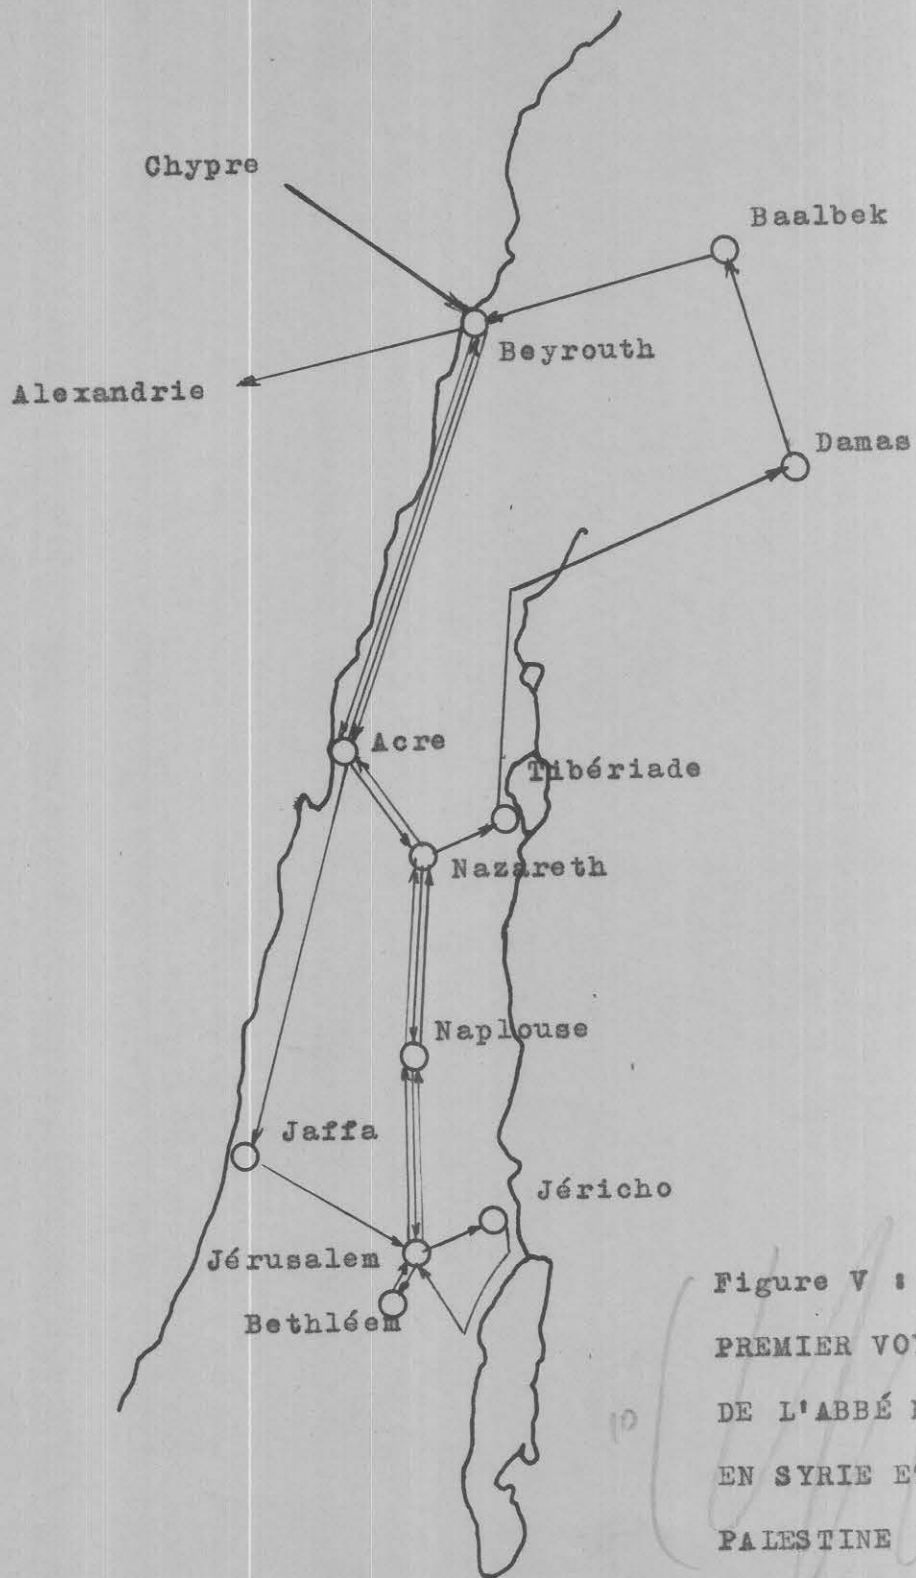 Chypre
Baalbek
Beyrouth
Alexandrie
Damas
Acre
Tibériade
Nazareth
Naplouse
Jaffa
Jéricho
Jérusalem
Bethléem
Figure V :
PREMIER
DE L'ABBÉ
EN SYRIE
PALESTINE
10